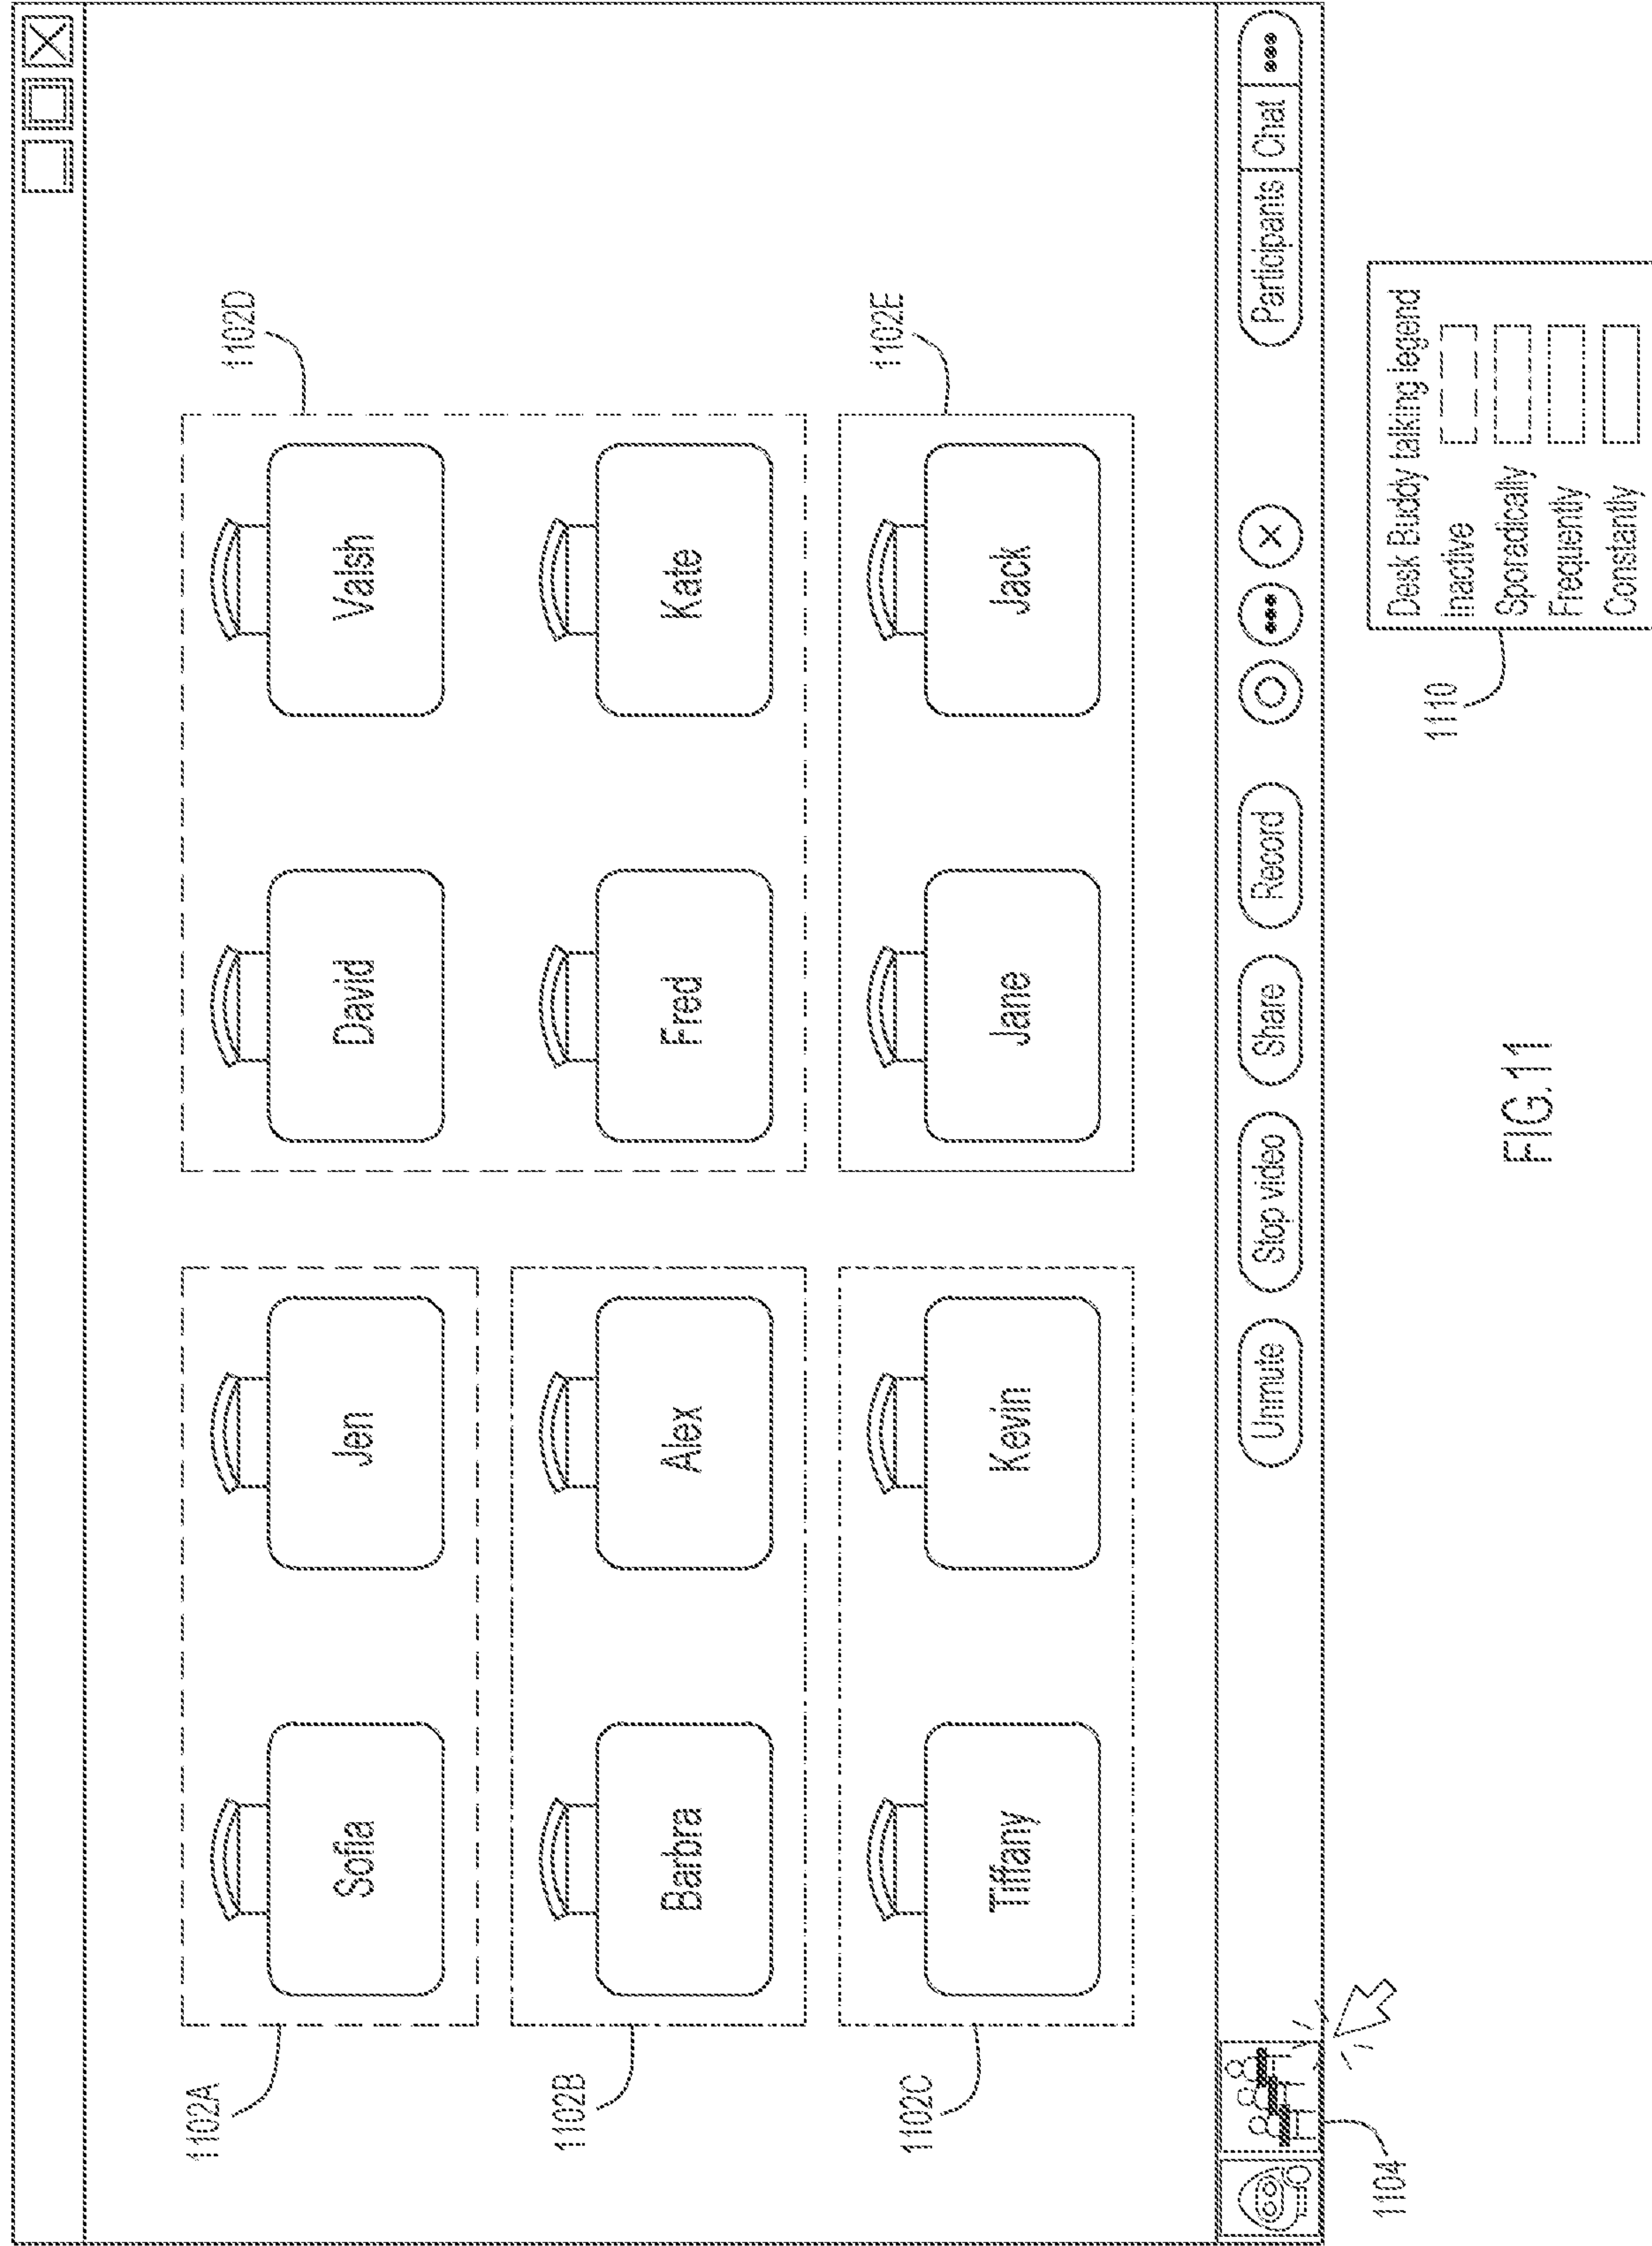 1102A
Sofia
Jen
David
Valsh
1102D
1102B
Barbra
Alex
Fred
Kate
1102C
Tiffany
Kevin
Jane
Jack
1102E
1104
Unmute
Stop video
Share
Record
Participants
Chat
1110
Desk Buddy talking legend
Inactive
Sporadically
Frequently
Constantly
FIG.11